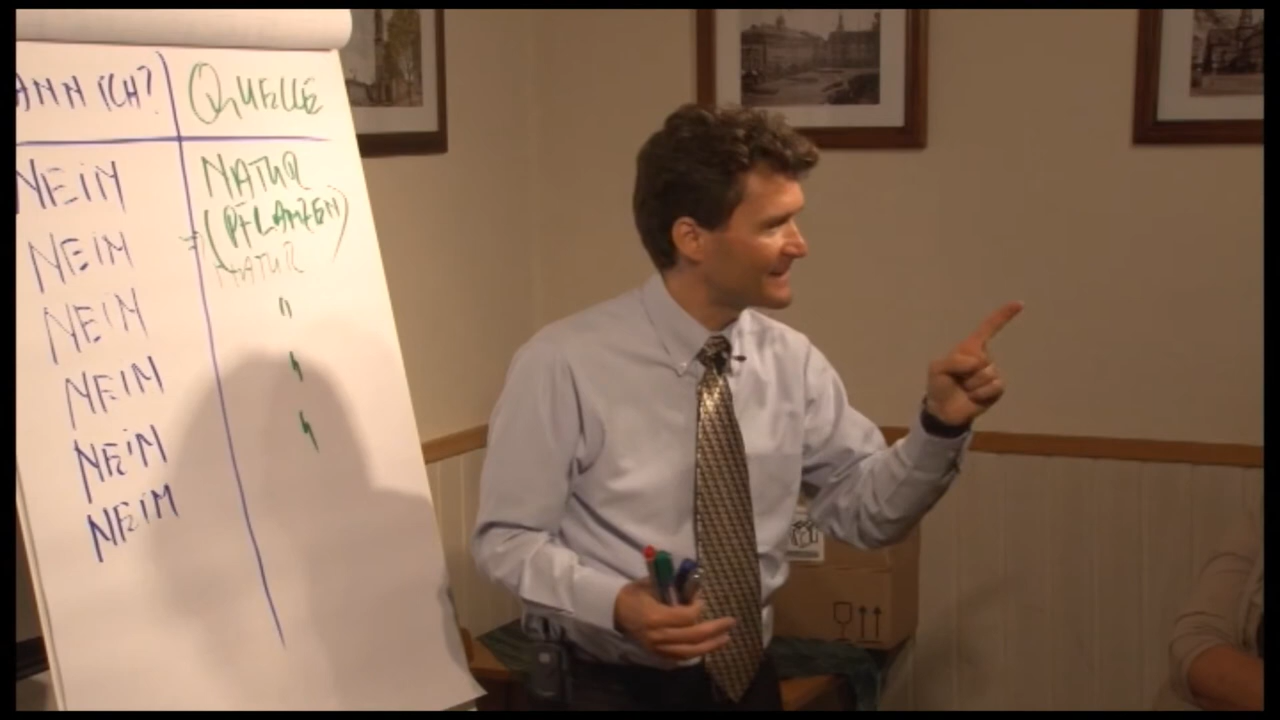 ANN ICH? QUELLE
NEIN NATUR
(PFLANZEN)
NEIN = NATUR
NEIN "
NEIN "
NEIN "
NEIN